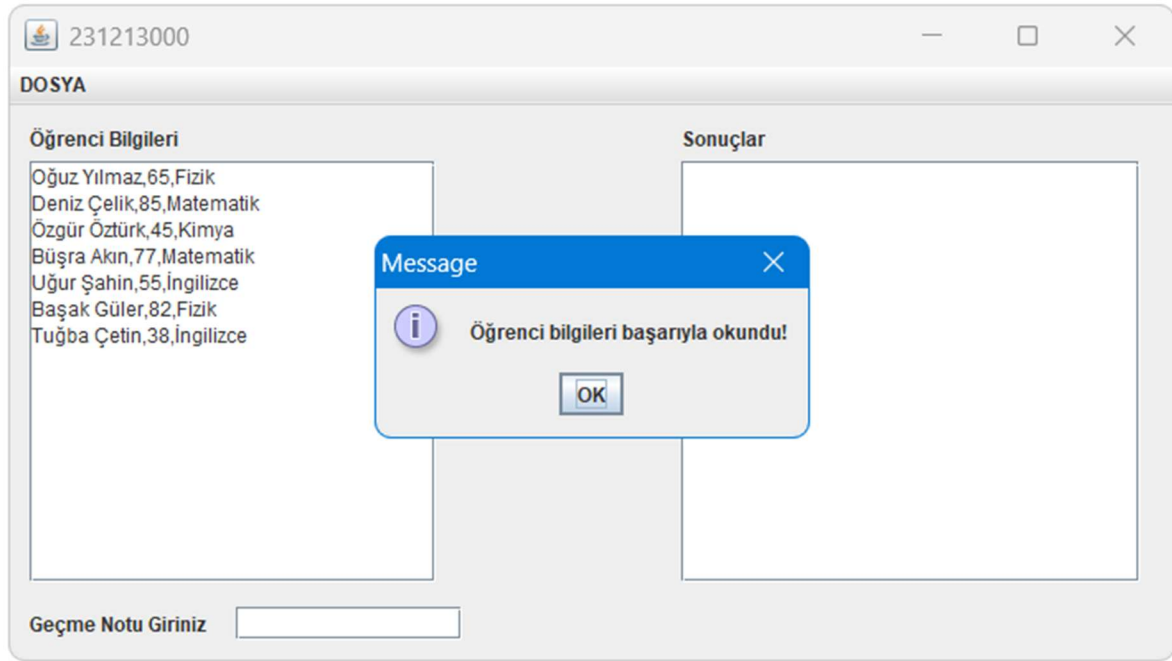 231213000
DOSYA
Öğrenci Bilgileri
Oğuz Yılmaz,65,Fizik
Deniz Çelik,85,Matematik
Özgür Öztürk,45,Kimya
Büşra Akın,77,Matematik
Uğur Şahin,55,İngilizce
Başak Güler,82,Fizik
Tuğba Çetin,38,İngilizce
Sonuçlar
Message
Öğrenci bilgileri başarıyla okundu!
OK
Geçme Notu Giriniz